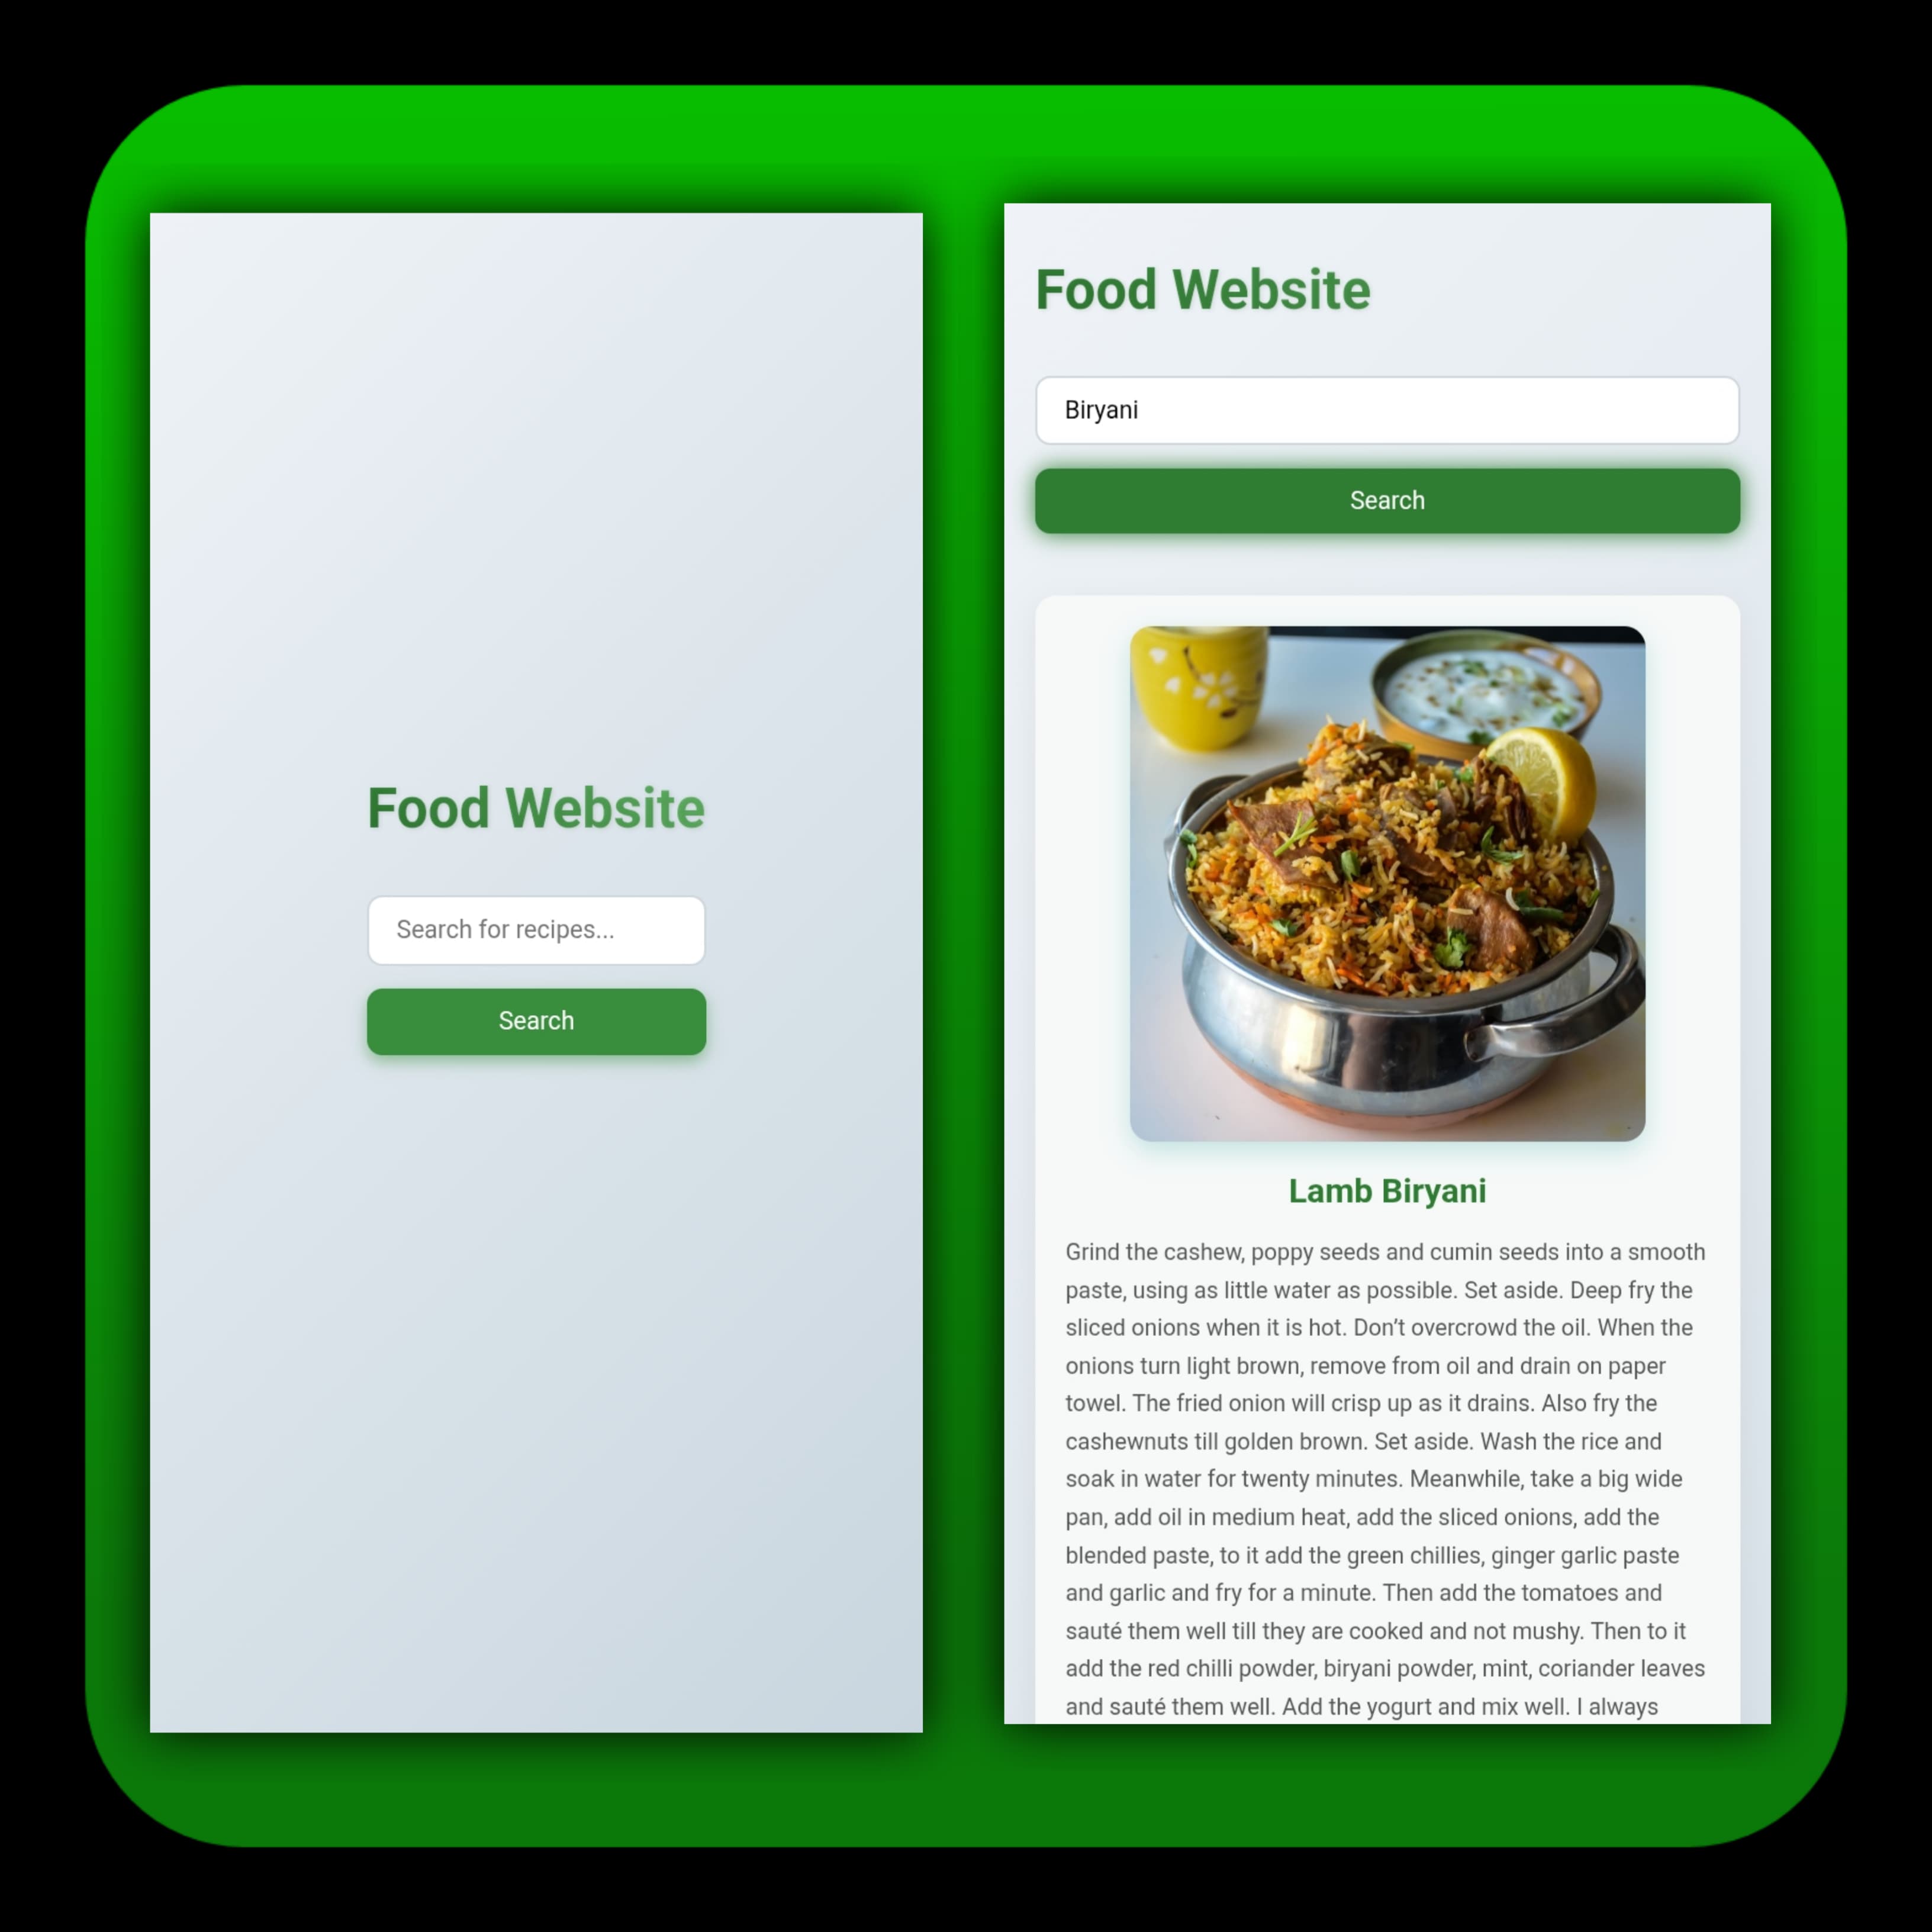 Food Website
Search for recipes...
Search
Food Website
Biryani
Search
Lamb Biryani
Grind the cashew, poppy seeds and cumin seeds into a smooth
paste, using as little water as possible. Set aside. Deep fry the
sliced onions when it is hot. Don’t overcrowd the oil. When the
onions turn light brown, remove from oil and drain on paper
towel. The fried onion will crisp up as it drains. Also fry the
cashewnuts till golden brown. Set aside. Wash the rice and
soak in water for twenty minutes. Meanwhile, take a big wide
pan, add oil in medium heat, add the sliced onions, add the
blended paste, to it add the green chillies, ginger garlic paste
and garlic and fry for a minute. Then add the tomatoes and
sauté them well till they are cooked and not mushy. Then to it
add the red chilli powder, biryani powder, mint, coriander leaves
and sauté them well. Add the yogurt and mix well. I always